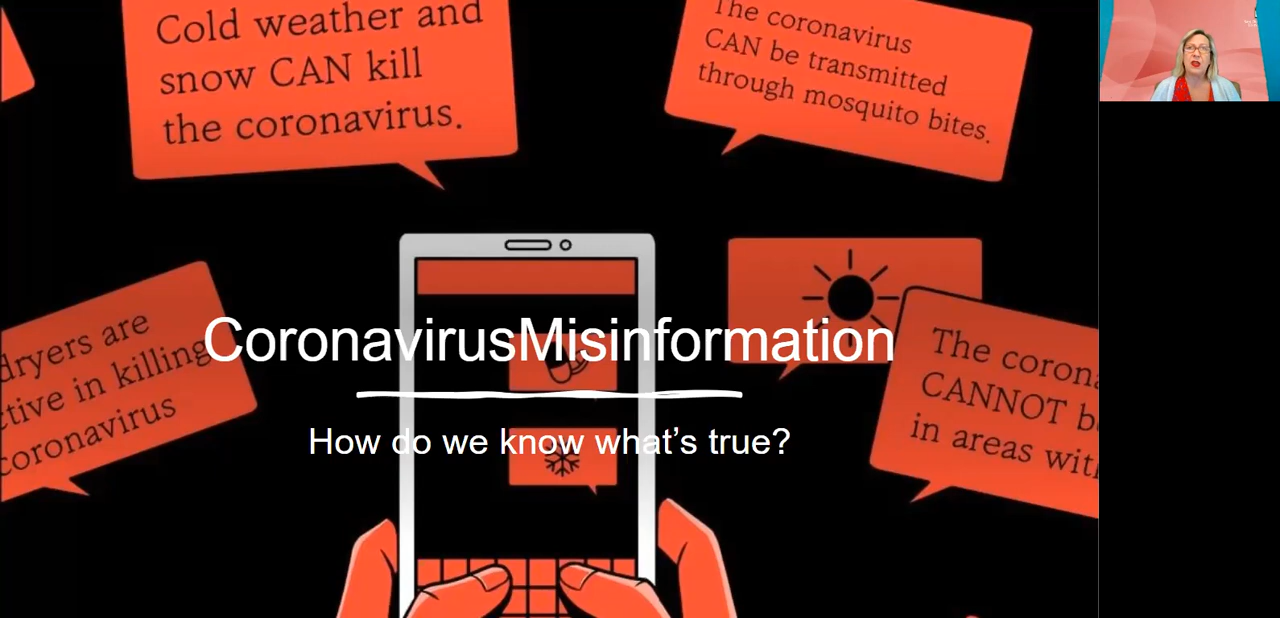 Cold weather and
snow CAN kill
the coronavirus.
The coronavirus
CAN be transmitted
through mosquito bites.
dryers are
ctive in killing
coronavirus
CoronavirusMisinformation
How do we know what's true?
The corona
CANNOT b
in areas wit